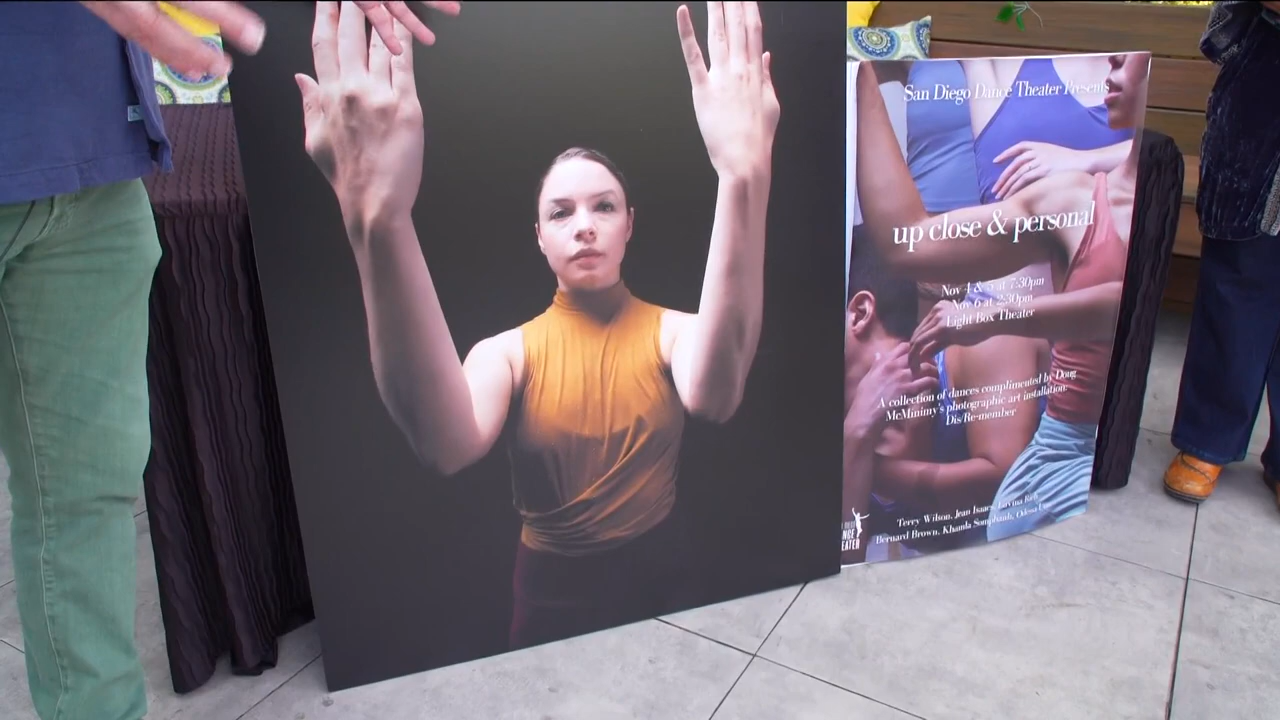 San Diego Dance Theater Presents
up close & personal
Nov 4 & 5 at 7:30pm
Nov 6 at 2:30pm
Light Box Theater
A collection of dances complimented by Doug
McMinimy's photographic art installation:
Dis/Re-member
Terry Wilson, Jean Isaacs, Lavina Rich,
Bernard Brown, Khamla Somphanh, Odessa